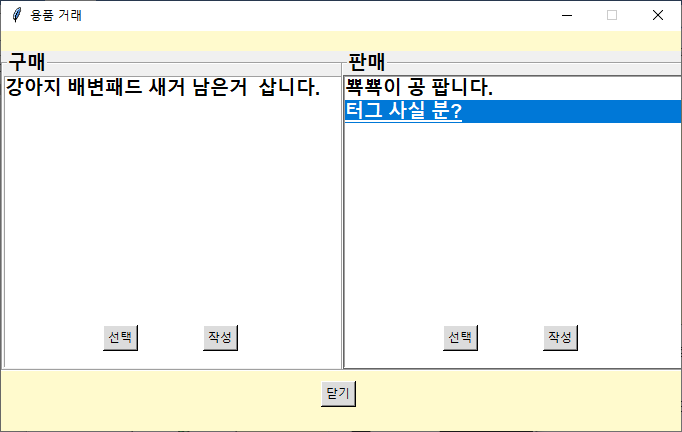 용품 거래
구매
강아지 배변패드 새거 남은거  삽니다.
선택
작성
판매
뾱뾱이 공 팝니다.
터그 사실 분?
선택
작성
닫기